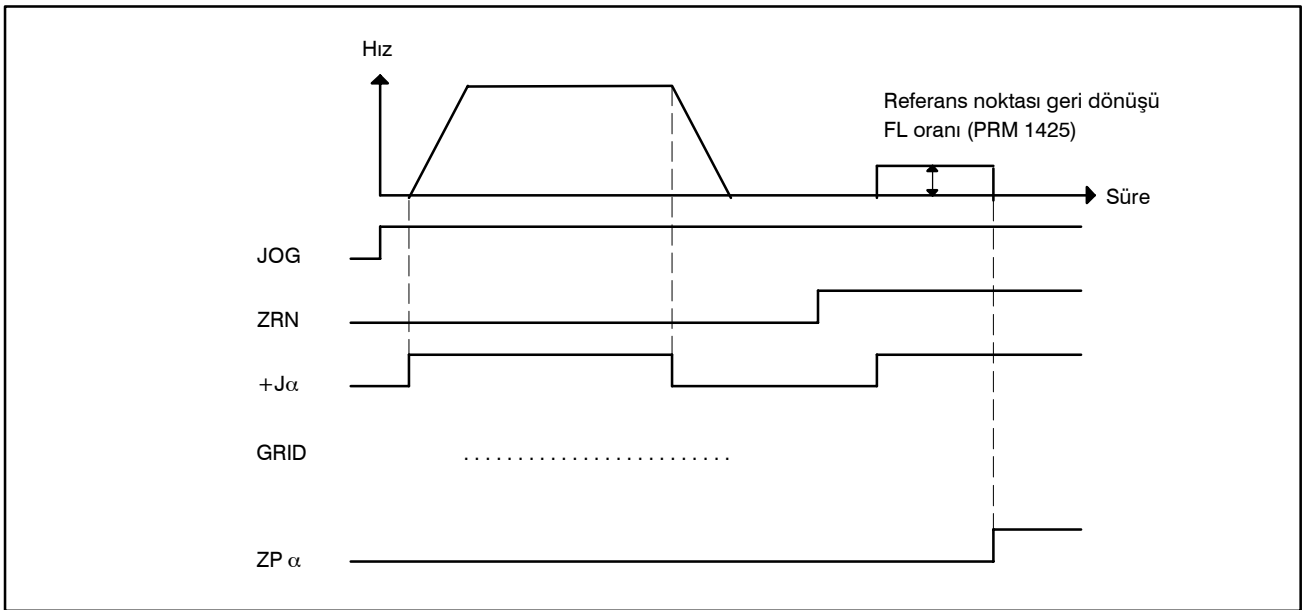 Hız
Referans noktası geri dönüşü
FL oranı (PRM 1425)
Süre
JOG
ZRN
+Jα
GRID
ZP α